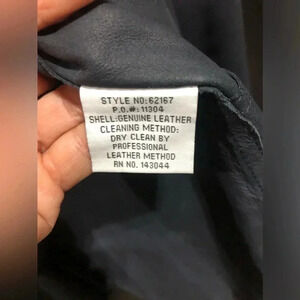 STYLE NO:62167
P.O.#: 11304
SHELL:GENUINE LEATHER
CLEANING METHOD:
DRY CLEAN BY
PROFESSIONAL
LEATHER METHOD
RN NO. 143044